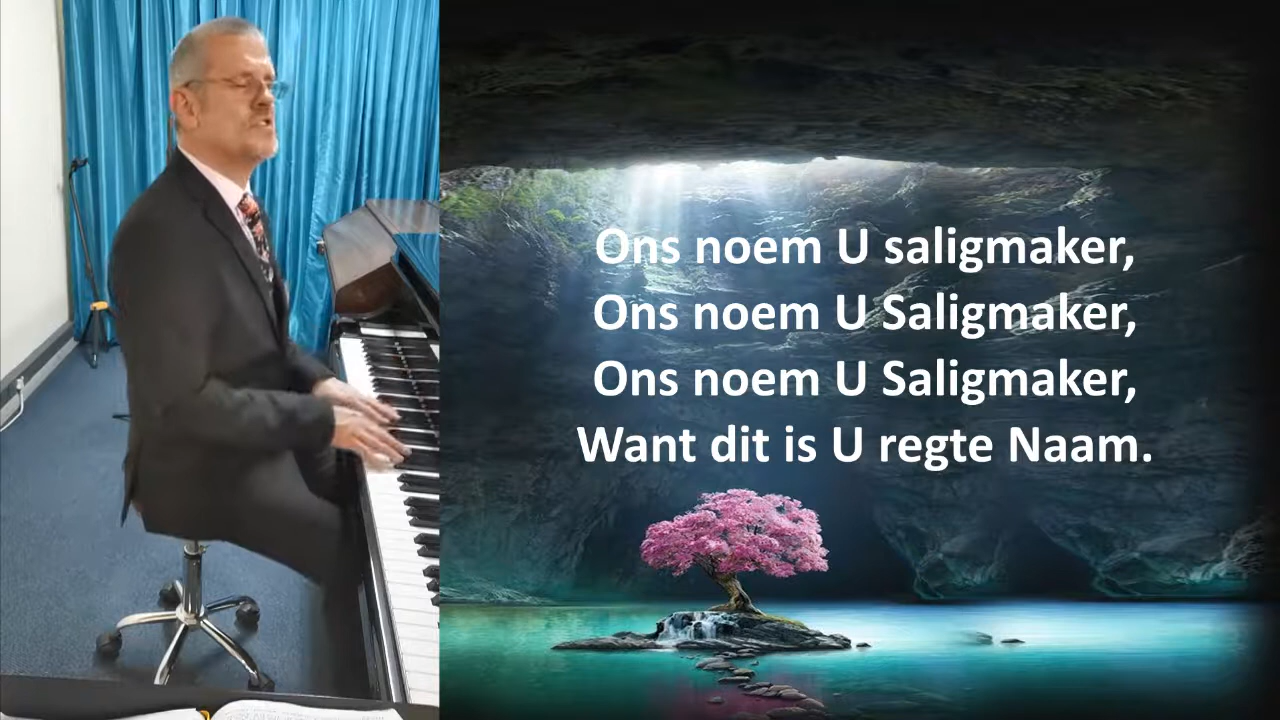 Ons noem U saligmaker,
Ons noem U Saligmaker,
Ons noem U Saligmaker,
Want dit is U regte Naam.